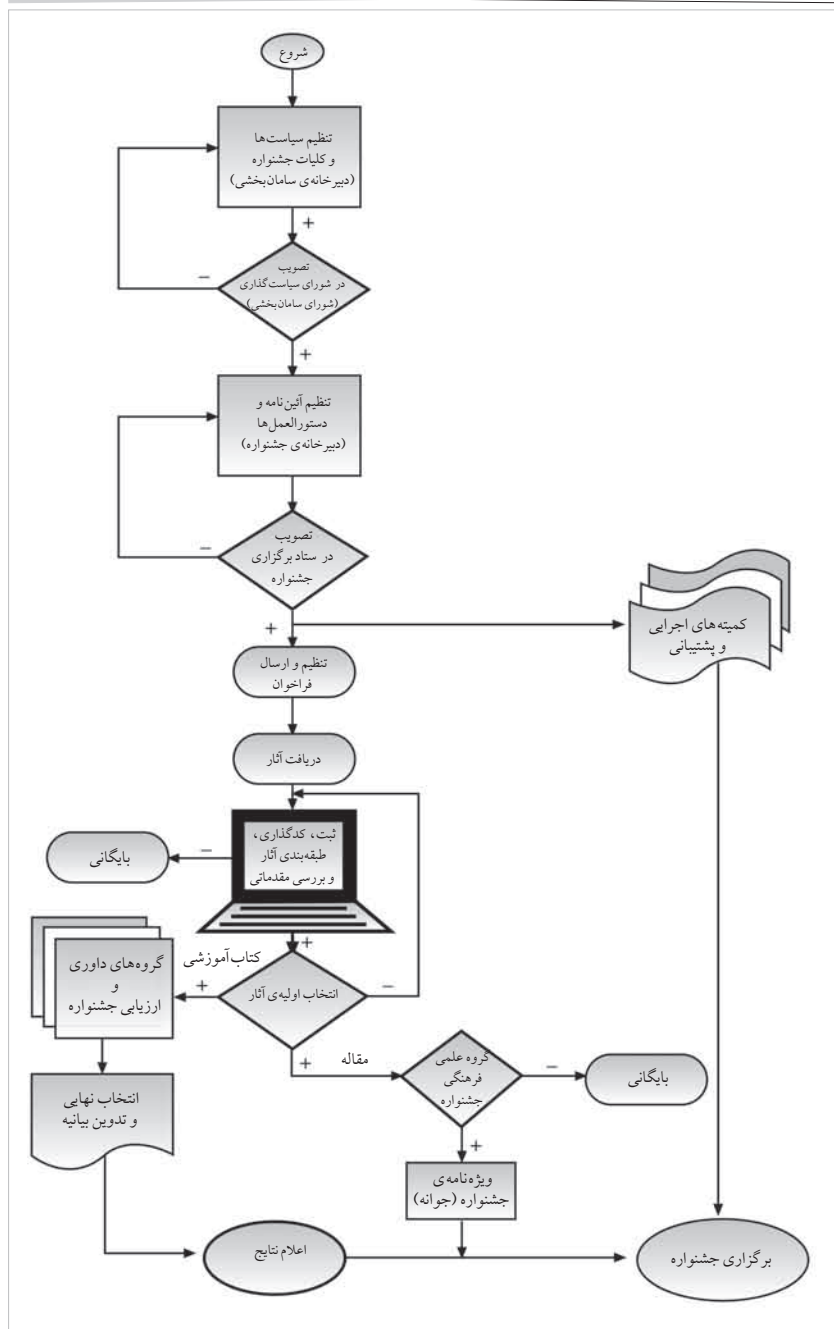 شروع
تنظیم سیاست‌ها
و کلیات جشنواره
(دبیرخانه‌ی سامان‌بخشی)
+
تصویب
در شورای سیاست‌گذاری
(شورای سامان‌بخشی)
−
+
تنظیم آئین‌نامه و
دستورالعمل‌ها
(دبیرخانه‌ی جشنواره)
تصویب
در ستاد برگزاری
جشنواره
−
+
کمیته‌های اجرایی
و پشتیبانی
تنظیم و ارسال
فراخوان
دریافت آثار
ثبت، کدگذاری،
طبقه‌بندی آثار
و بررسی مقدماتی
−
بایگانی
+
انتخاب اولیه‌ی آثار
−
کتاب آموزشی
+
گروه‌های داوری
و
ارزیابی جشنواره
+
مقاله
گروه علمی
فرهنگی
جشنواره
−
بایگانی
انتخاب نهایی
و تدوین بیانیه
+
ویژه‌نامه‌ی
جشنواره (جوانه)
اعلام نتایج
برگزاری جشنواره